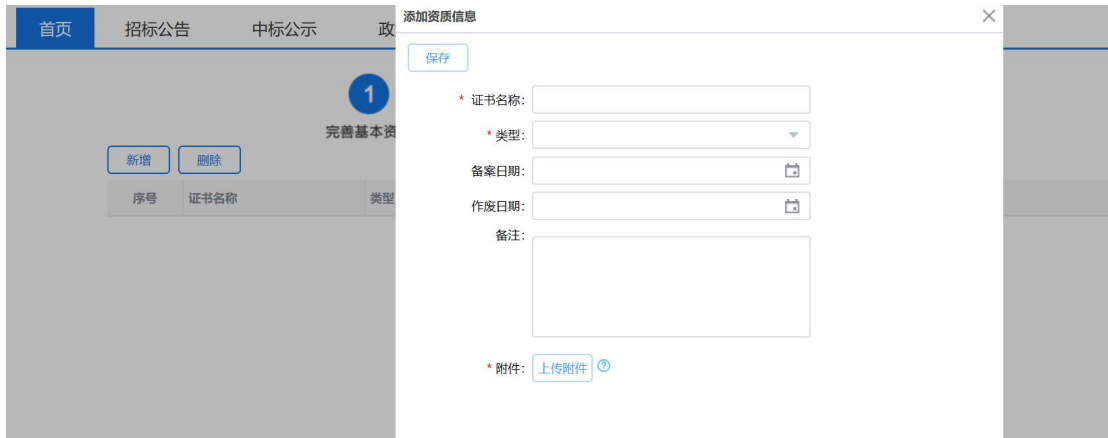 首页 招标公告 中标公示 政
添加资质信息
保存
1
完善基本资
新增 删除
序号 证书名称 类型
* 证书名称:
* 类型:
备案日期:
作废日期:
备注:
* 附件: 上传附件 ?